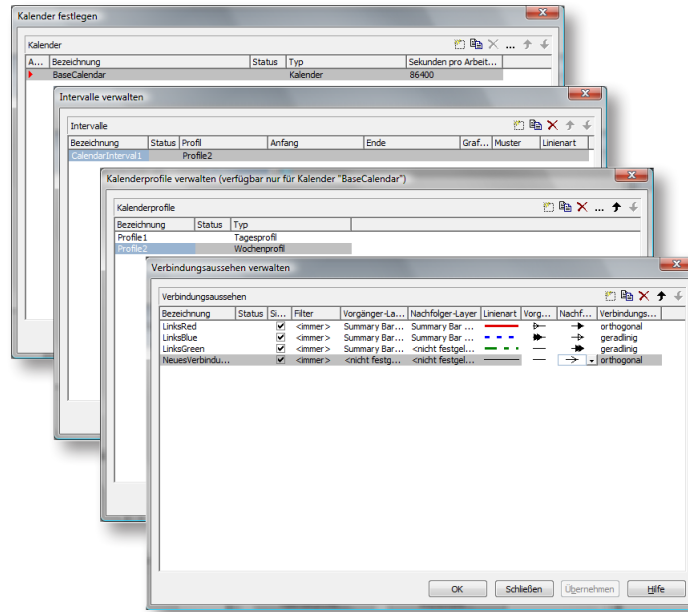 Kalender festlegen
Kalender
A... Bezeichnung Status Typ Sekunden pro Arbeit...
BaseCalendar Kalender 86400
Intervalle verwalten
Intervalle
Bezeichnung Status Profil Anfang Ende Graf... Muster Linienart
CalendarInterval1 Profile2
Kalenderprofile verwalten (verfügbar nur für Kalender "BaseCalendar")
Kalenderprofile
Bezeichnung Status Typ
Profile1 Tagesprofil
Profile2 Wochenprofil
Verbindungsaussehen verwalten
Verbindungsaussehen
Bezeichnung Status Si... Filter Vorgänger-La... Nachfolger-Layer Linienart Vorg... Nachf... Verbindungs...
LinksRed <immer> Summary Bar ... Summary Bar ... orthogonal
LinksBlue <immer> Summary Bar ... Summary Bar ... geradlinig
LinksGreen <immer> Summary Bar... <nicht festgel... geradlinig
NeuesVerbindu... <immer> <nicht festg... <nicht festgel... orthogonal
OK Schließen Übernehmen Hilfe